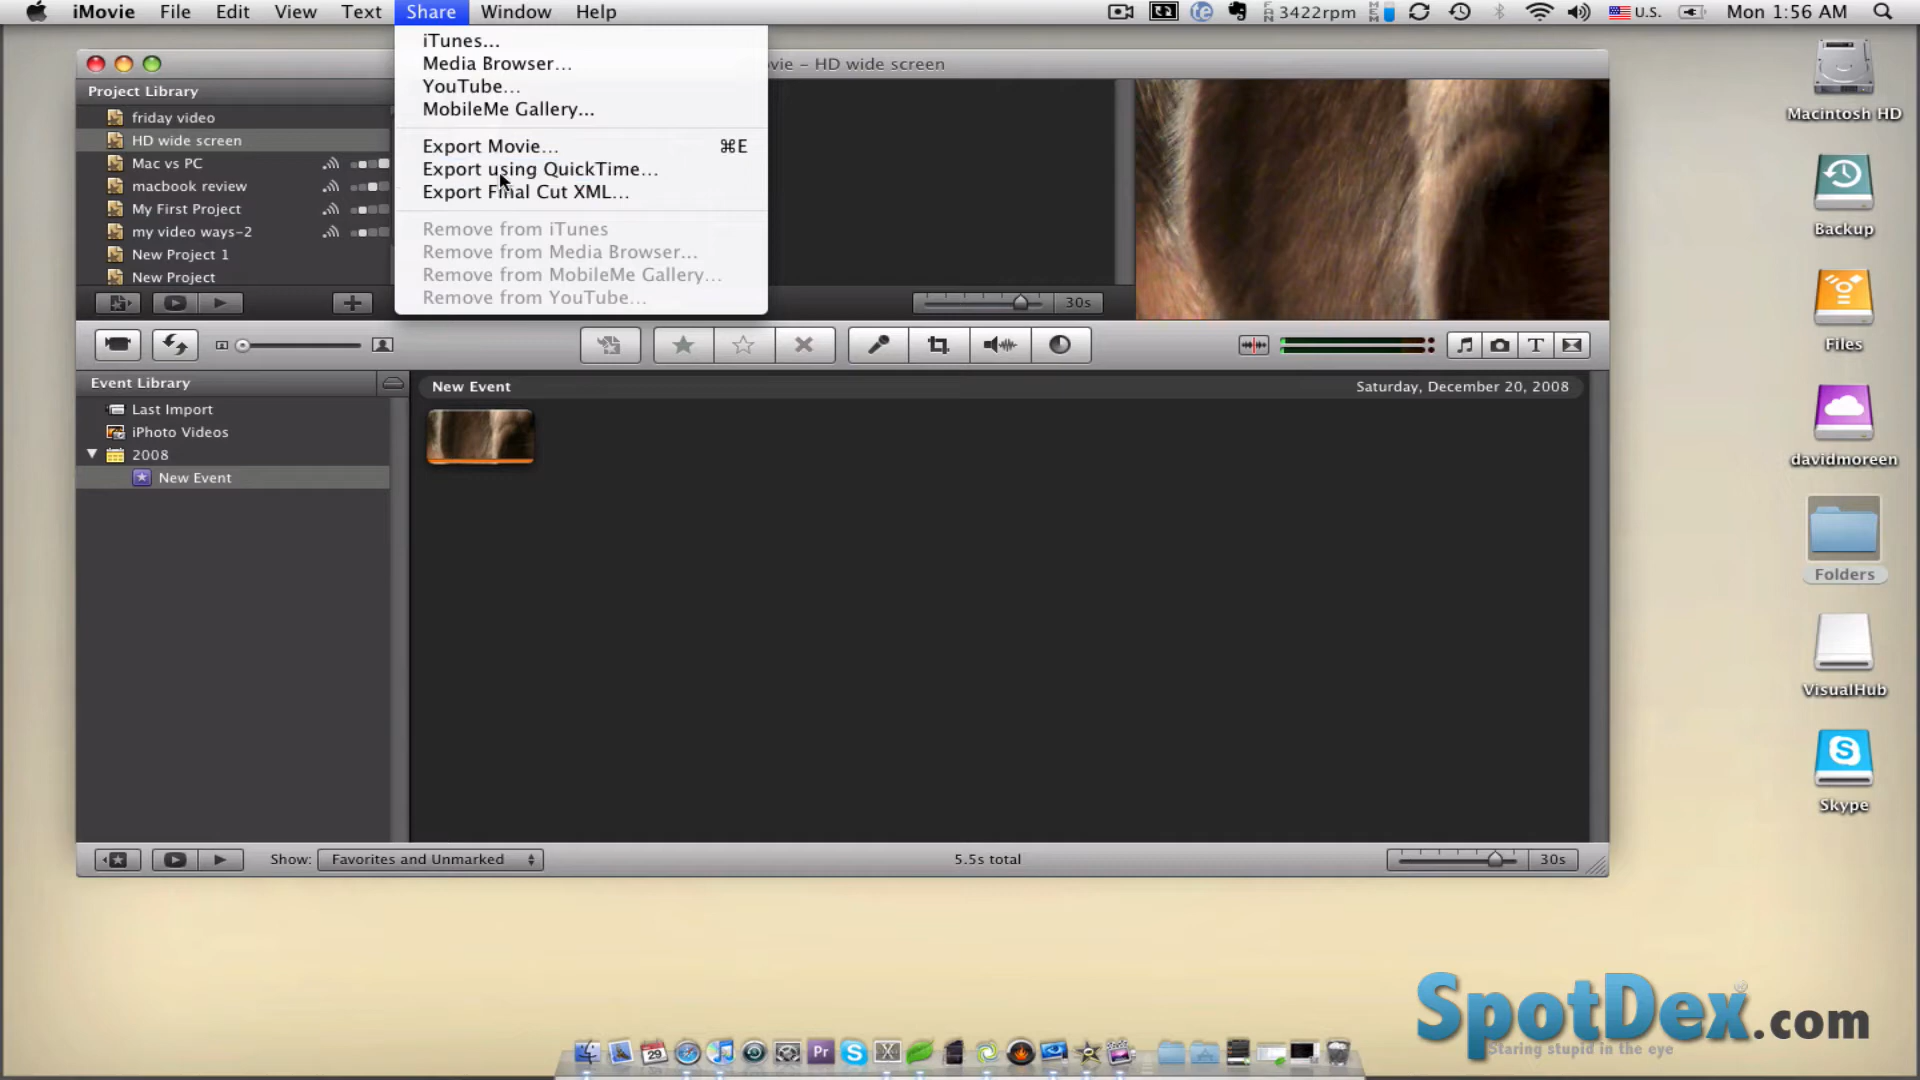 iMovie File Edit View Text Share Window Help
FAN 3422rpm MEM U.S. Mon 1:56 AM
iTunes...
Media Browser...
YouTube...
MobileMe Gallery...
Export Movie... ⌘E
Export using QuickTime...
Export Final Cut XML...
Remove from iTunes
Remove from Media Browser...
Remove from MobileMe Gallery...
Remove from YouTube...
ovie – HD wide screen
Project Library
friday video
HD wide screen
Mac vs PC
macbook review
My First Project
my video ways-2
New Project 1
New Project
30s
Event Library
Last Import
iPhoto Videos
2008
New Event
New Event Saturday, December 20, 2008
Show: Favorites and Unmarked
5.5s total
30s
Macintosh HD
Backup
Files
davidmoreen
Folders
VisualHub
Skype
SpotDex.com
Staring stupid in the eye
29
Pr